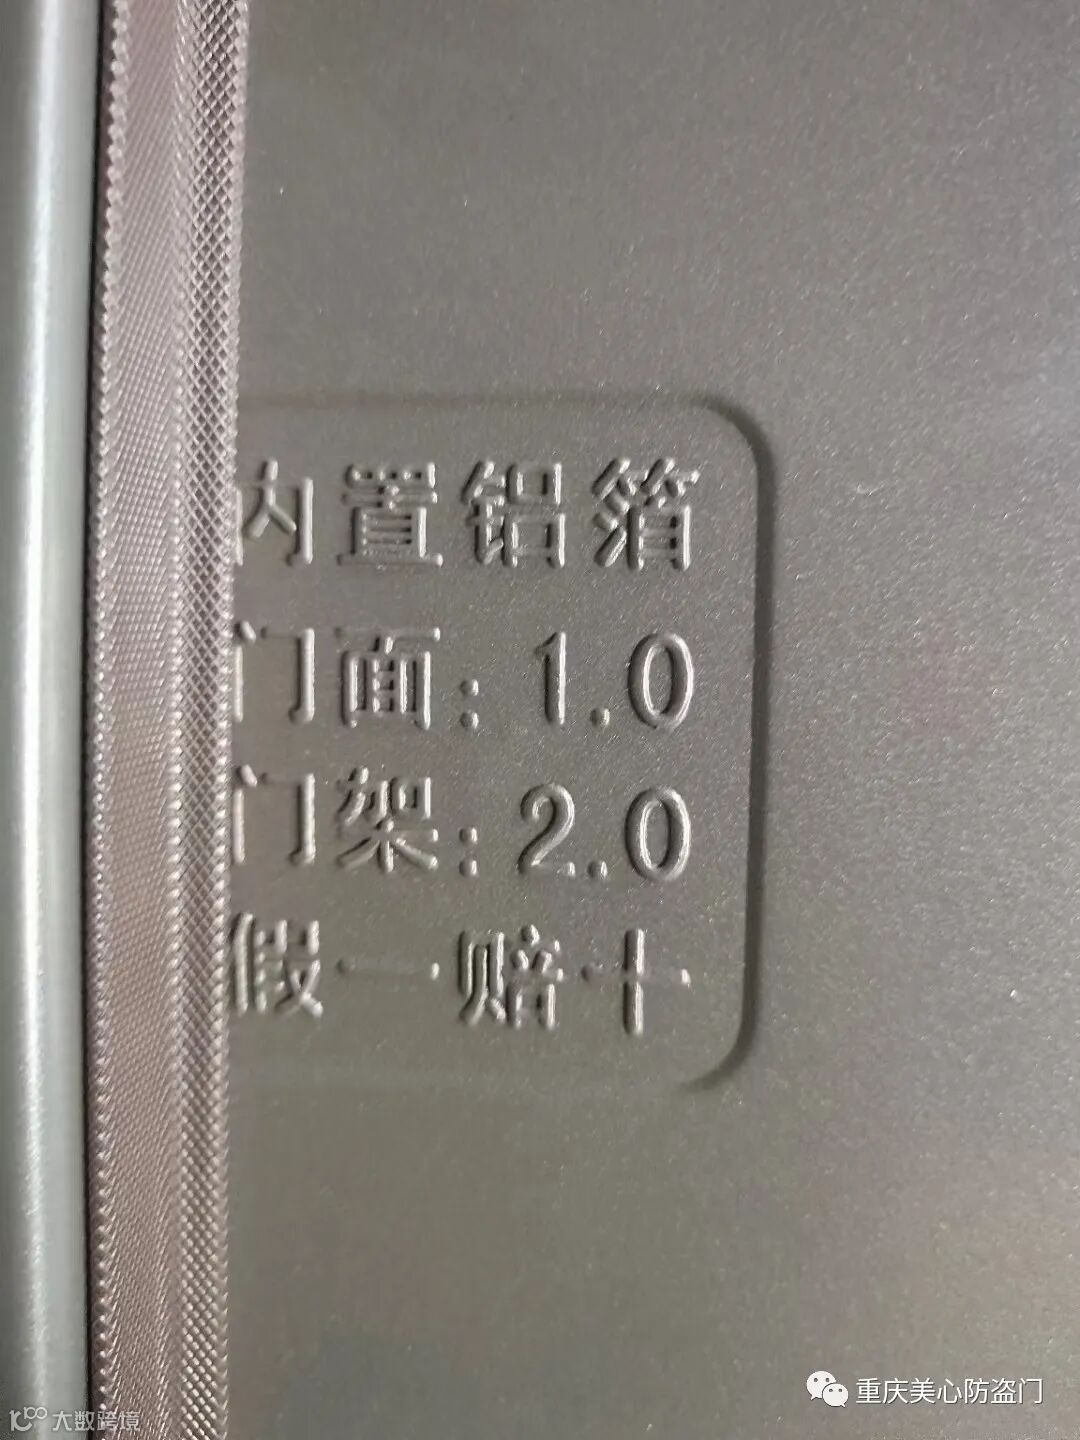 内置铝箔
门面:1.0
门架:2.0
假一赔十
重庆美心防盗门
大数跨境